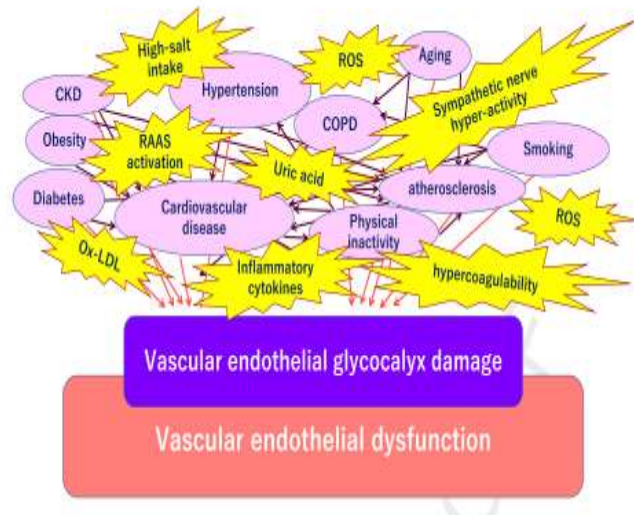 High-salt
intake
ROS
Aging
CKD
Hypertension
Sympathetic nerve
hyper-activity
COPD
Obesity
RAAS
activation
Smoking
Uric acid
atherosclerosis
Diabetes
Cardiovascular
disease
ROS
Physical
inactivity
Ox-LDL
Inflammatory
cytokines
hypercoagulability
Vascular endothelial glycocalyx damage
Vascular endothelial dysfunction